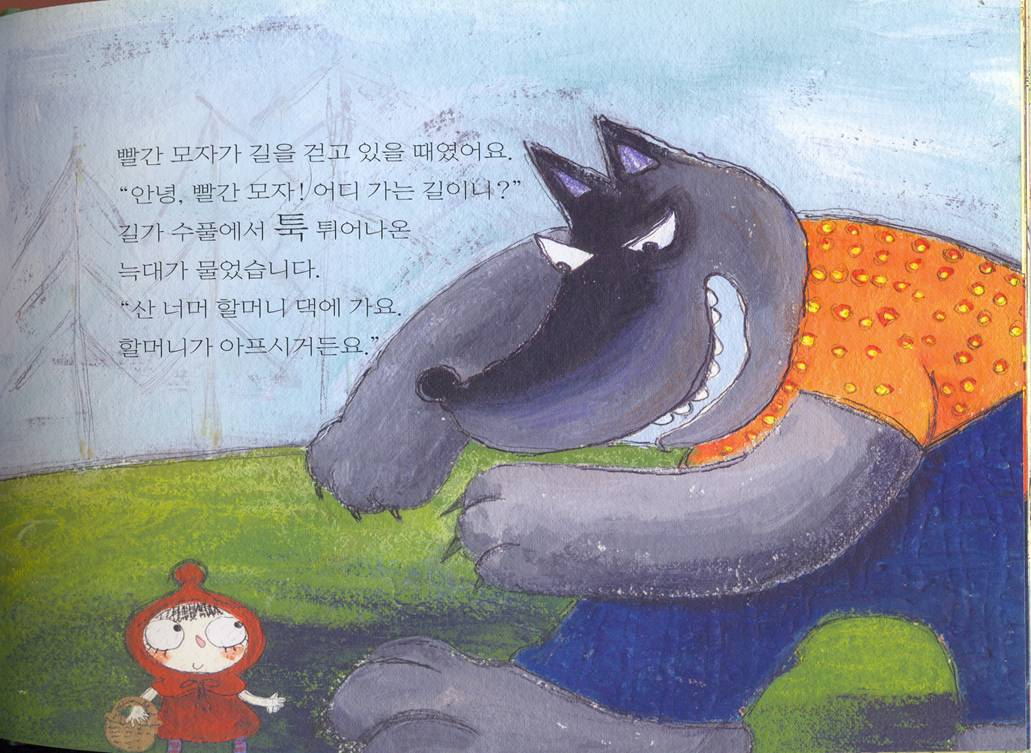 빨간 모자가 길을 걷고 있을 때였어요.
“안녕, 빨간 모자! 어디 가는 길이니?”
길가 수풀에서 툭 튀어나온
늑대가 물었습니다.
“산 너머 할머니 댁에 가요.
할머니가 아프시거든요.”